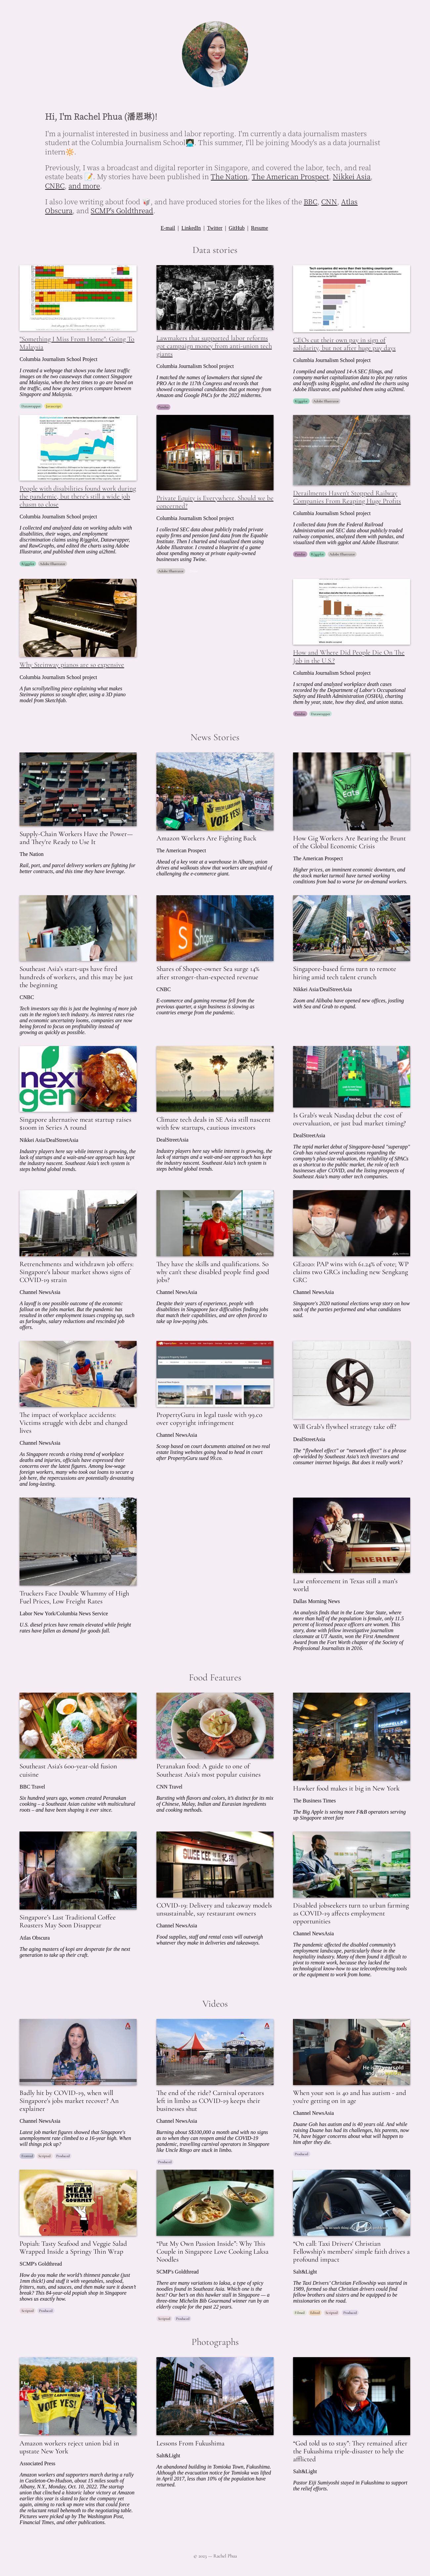 Hi, I'm Rachel Phua (潘恩琳)!
I'm a journalist interested in business and labor reporting. I'm currently a data journalism masters
student at the Columbia Journalism School👩🏻‍💻. This summer, I'll be joining Moody's as a data journalist
intern🔆.
Previously, I was a broadcast and digital reporter in Singapore, and covered the labor, tech, and real
estate beats 📝. My stories have been published in The Nation, The American Prospect, Nikkei Asia,
CNBC, and more.
I also love writing about food 🥡, and have produced stories for the likes of the BBC, CNN, Atlas
Obscura, and SCMP's Goldthread.
E-mail | LinkedIn | Twitter | GitHub | Resume
Data stories
"Something I Miss From Home": Going To
Malaysia
Columbia Journalism School Project
I created a webpage that shows you the latest traffic
images on the two causeways that connect Singapore
and Malaysia, when the best time to go are based on
the traffic, and how grocery prices compare between
Singapore and Malaysia.
Lawmakers that supported labor reforms
got campaign money from anti-union tech
giants
Columbia Journalism School project
I compared the names of lawmakers that signed the
PRO Act in the 117th Congress and records that
showed congressional candidates that got money from
Amazon and Google PACs for the 2022 midterms.
CEOs cut their own pay in sign of
solidarity, but not after huge pay days
Columbia Journalism School project
I compiled and analyzed 14-A SEC filings, and
company market capitalization data to find pay ratios
and layoffs using R/ggplot, and edited the charts using
Adobe Illustrator, and published them using ai2html.
People with disabilities found work during
the pandemic, but there's still a wide job
chasm to close
Columbia Journalism School project
I collected and analyzed data on working adults with
disabilities, their wages, and employment
discrimination claims using R/ggplot, Datawrapper,
and RawGraphs. I edited the charts using Adobe
Illustrator, and published them using ai2html.
Private Equity is Everywhere. Should we be
concerned?
Columbia Journalism School project
I collected SEC data about publicly traded private
equity firms and pension fund data from the Equable
Institute. Then I charted and visualized them using
Adobe Illustrator. I created a blueprint of a game
about spending money at private equity-owned
businesses using Twine.
Derailments Haven't Stopped Railway
Companies From Reaping Huge Profits
Columbia Journalism School project
I collected data from the Federal Railroad
Administration and SEC data about publicly traded
railway companies, analyzed them with pandas, and
visualized them with ggplot and Adobe Illustrator.
Why Steinway pianos are so expensive
Columbia Journalism School project
A fun scrollytelling piece explaining what makes
Steinway pianos so sought after, using a 3D piano
model from Sketchfab.
How and Where Did People Die On The
Job in the U.S.?
Columbia Journalism School project
I scraped and analyzed workplace death cases
recorded by the Department of Labor's Occupational
Safety and Health Administration (OSHA), charting
them by year, state, how they died, and union status.
News Stories
Supply-Chain Workers Have the Power—
and They're Ready to Use It
The Nation
Rail, port, and parcel delivery workers are fighting for
better contracts, and this time they have leverage.
Amazon Workers Are Fighting Back
The American Prospect
Ahead of a key vote at a warehouse in Albany, union
drives and walkouts show that workers are unafraid of
challenging the e-commerce giant.
How Gig Workers Are Bearing the Brunt
of the Global Economic Crisis
The American Prospect
Higher prices, an imminent economic downturn, and
the stock market turmoil have turned working
conditions from bad to worse for on-demand workers.
Southeast Asia's start-ups have fired
hundreds of workers, and this may be just
the beginning
CNBC
Tech investors say this is just the beginning of more job
cuts in the region's tech industry. As interest rates rise
and economic uncertainty looms, companies are now
being forced to focus on profitability instead of
growing as quickly as possible.
Shares of Shopee-owner Sea surge 14%
after stronger-than-expected revenue
CNBC
E-commerce and gaming revenue fell from the
previous quarter, a sign business is slowing as
countries emerge from the pandemic.
Singapore-based firms turn to remote
hiring amid tech talent crunch
Nikkei Asia/DealStreetAsia
Zoom and Alibaba have opened new offices, jostling
with Sea and Grab to expand.
Singapore alternative meat startup raises
$100m in Series A round
Nikkei Asia/DealStreetAsia
Industry players here say while interest is growing, the
lack of startups and a wait-and-see approach has kept
the industry nascent. Southeast Asia's tech system is
steps behind global trends.
Climate tech deals in SE Asia still nascent
with few startups, cautious investors
DealStreetAsia
Industry players here say while interest is growing, the
lack of startups and a wait-and-see approach has kept
the industry nascent. Southeast Asia's tech system is
steps behind global trends.
Is Grab's weak Nasdaq debut the cost of
overvaluation, or just bad market timing?
DealStreetAsia
The tepid market debut of Singapore-based "superapp"
Grab has raised several questions regarding the
company's plus-size valuation, the reliability of SPACs
as a shortcut to the public market, the role of tech
businesses after COVID, and the listing prospects of
Southeast Asia's many other tech companies.
Retrenchments and withdrawn job offers:
Singapore's labour market shows signs of
COVID-19 strain
Channel NewsAsia
A layoff is one possible outcome of the economic
fallout on the job market. But the pandemic has
resulted in other employment issues cropping up, such
as furloughs, salary reductions and rescinded job
offers.
They have the skills and qualifications. So
why can't these disabled people find good
jobs?
Channel NewsAsia
Despite their years of experience, people with
disabilities in Singapore face difficulties finding jobs
that match their capabilities, and are often forced to
take up low-paying jobs.
GE2020: PAP wins with 61.24% of vote; WP
claims two GRCs including new Sengkang
GRC
Channel NewsAsia
Singapore's 2020 national elections wrap story on how
each of the parties performed and what candidates
said.
The impact of workplace accidents:
Victims struggle with debt and changed
lives
Channel NewsAsia
As Singapore records a rising trend of workplace
deaths and injuries, officials have expressed their
concerns over the latest figures. Among low-wage
foreign workers, many who took out loans to secure a
job here, the repercussions are potentially devastating
and long-lasting.
PropertyGuru in legal tussle with 99.co
over copyright infringement
Channel NewsAsia
Scoop based on court documents attained on two real
estate listing websites going head to head in court
after PropertyGuru sued 99.co.
Will Grab's flywheel strategy take off?
DealStreetAsia
The "flywheel effect" or "network effect" is a phrase
oft-wielded by Southeast Asia's tech investors and
consumer internet bigwigs. But does it really work?
Truckers Face Double Whammy of High
Fuel Prices, Low Freight Rates
Labor New York/Columbia News Service
U.S. diesel prices have remain elevated while freight
rates have fallen as demand for goods fall.
Law enforcement in Texas still a man's
world
Dallas Morning News
An analysis finds that in the Lone Star State, where
more than half of the population is female, only 11.5
percent of licensed peace officers are women. This
story, done with fellow investigative journalism
classmate at UT Austin, won the First Amendment
Award from the Fort Worth chapter of the Society of
Professional Journalists in 2016.
Food Features
Southeast Asia's 600-year-old fusion
cuisine
BBC Travel
Six hundred years ago, women created Peranakan
cooking – a Southeast Asian cuisine with multicultural
roots – and have been shaping it ever since.
Peranakan food: A guide to one of
Southeast Asia's most popular cuisines
CNN Travel
Bursting with flavors and colors, it's distinct for its mix
of Chinese, Malay, Indian and Eurasian ingredients
and cooking methods.
Hawker food makes it big in New York
The Business Times
The Big Apple is seeing more F&B operators serving
up Singapore street fare
Singapore's Last Traditional Coffee
Roasters May Soon Disappear
Atlas Obscura
The aging masters of kopi are desperate for the next
generation to take up their craft.
COVID-19: Delivery and takeaway models
unsustainable, say restaurant owners
Channel NewsAsia
Food supplies, staff and rental costs will outweigh
whatever they make in deliveries and takeaways.
Disabled jobseekers turn to urban farming
as COVID-19 affects employment
opportunities
Channel NewsAsia
The pandemic affected the disabled community's
employment landscape, particularly those in the
hospitality industry. Many of them found it difficult to
pivot to remote work, because they lacked the
technological know-how to use teleconferencing tools
or the equipment to work from home.
Videos
Badly hit by COVID-19, when will
Singapore's jobs market recover? An
explainer
Channel NewsAsia
Latest job market figures showed that Singapore's
unemployment rate climbed to a 16-year high. When
will things pick up?
The end of the ride? Carnival operators
left in limbo as COVID-19 keeps their
businesses shut
Channel NewsAsia
Burning about S$100,000 a month and with no signs
as to when they can resume amid the COVID-19
pandemic, traveling carnival operators in Singapore
like Uncle Ringo are stuck in limbo.
When your son is 40 and has autism - and
you're getting on in age
Channel NewsAsia
Duane Goh has autism and is 40 years old. And while
raising Duane has had its challenges, his parents, now
74, have bigger concerns about what will happen to
him after they die.
Popiah: Tasty Seafood and Veggie Salad
Wrapped Inside a Springy Thin Wrap
SCMP's Goldthread
How do you make the world's thinnest pancake (just
1mm thick!) and stuff it with vegetables, seafood,
fritters, nuts, and sauces, and then make sure it doesn't
break? This 84-year-old popiah shop in Singapore
shows us exactly how.
"Put My Own Passion Inside": Why This
Couple in Singapore Love Cooking Laksa
Noodles
SCMP's Goldthread
There are many variations to laksa, a type of spicy
noodles found in Southeast Asia. Which one is the
best? Our bet's on this hawker stall in Singapore — a
three-time Michelin Bib Gourmand winner run by an
elderly couple for the past 22 years.
"On call: Taxi Drivers' Christian
Fellowship's members' simple faith drives a
profound impact
Salt&Light
The Taxi Drivers' Christian Fellowship was started in
1989, formed so that Christian drivers could find
fellow brothers and sisters and be equipped to be
missionaries on the road.
Photographs
Amazon workers reject union bid in
upstate New York
Associated Press
Amazon workers and supporters march during a rally
in Castleton-On-Hudson, about 15 miles south of
Albany, N.Y., Monday, Oct. 10, 2022. The startup
union that clinched a historic labor victory at Amazon
earlier this year is slated to face the company yet
again, aiming to rack up more wins that could force
the reluctant retail behemoth to the negotiating table.
Pictures were picked up by The Washington Post,
Financial Times, and other publications.
Lessons From Fukushima
Salt&Light
An abandoned building in Tomioka Town, Fukushima.
Although the evacuation notice for Tomioka was lifted
in April 2017, less than 10% of the population have
returned.
"God told us to stay": They remained after
the Fukushima triple-disaster to help the
afflicted
Salt&Light
Pastor Eiji Sumiyoshi stayed in Fukushima to support
the relief efforts.
© 2023 — Rachel Phua